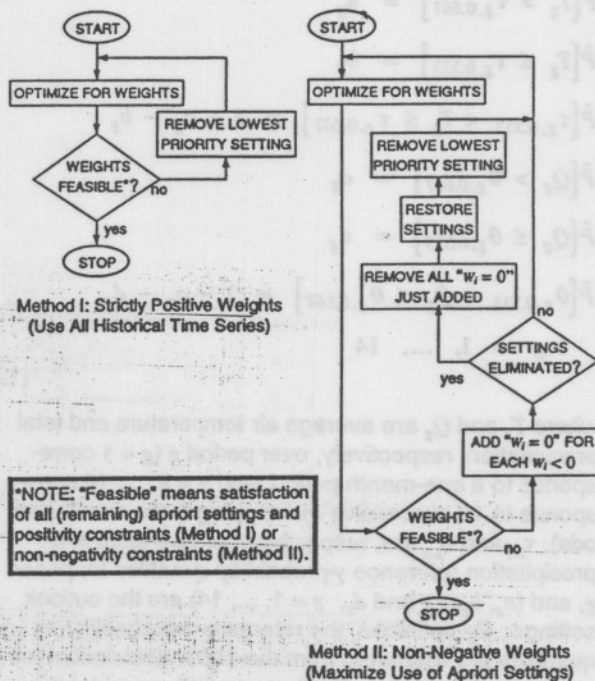 START
OPTIMIZE FOR WEIGHTS
REMOVE LOWEST
PRIORITY SETTING
WEIGHTS
FEASIBLE*?
no
yes
STOP
Method I: Strictly Positive Weights
(Use All Historical Time Series)
*NOTE: "Feasible" means satisfaction
of all (remaining) apriori settings and
positivity constraints (Method I) or
non-negativity constraints (Method II).
START
OPTIMIZE FOR WEIGHTS
REMOVE LOWEST
PRIORITY SETTING
RESTORE
SETTINGS
REMOVE ALL "wi = 0"
JUST ADDED
no
SETTINGS
ELIMINATED?
yes
ADD "wi = 0" FOR
EACH wi < 0
WEIGHTS
FEASIBLE*?
no
yes
STOP
Method II: Non-Negative Weights
(Maximize Use of Apriori Settings)